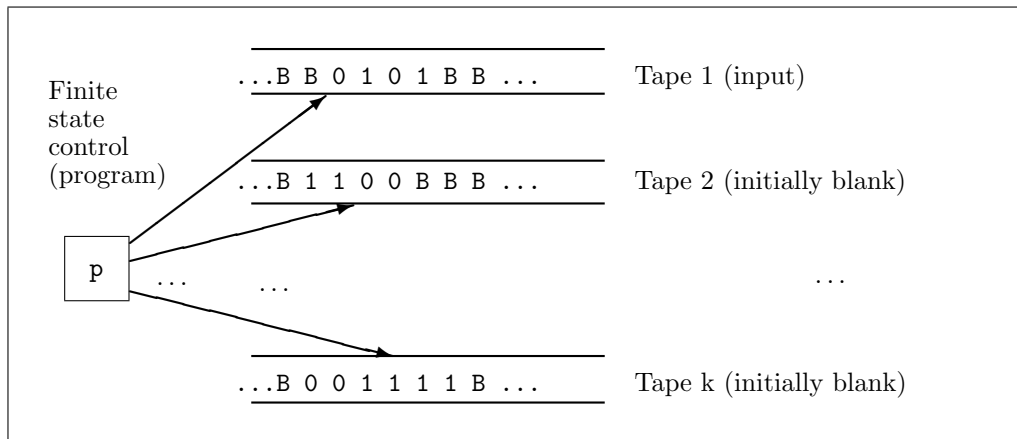 ...B B 0 1 0 1 B B ...
Tape 1 (input)
Finite
state
control
(program)
...B 1 1 0 0 B B B ...
Tape 2 (initially blank)
p
...
...
...
...B 0 0 1 1 1 1 B ...
Tape k (initially blank)